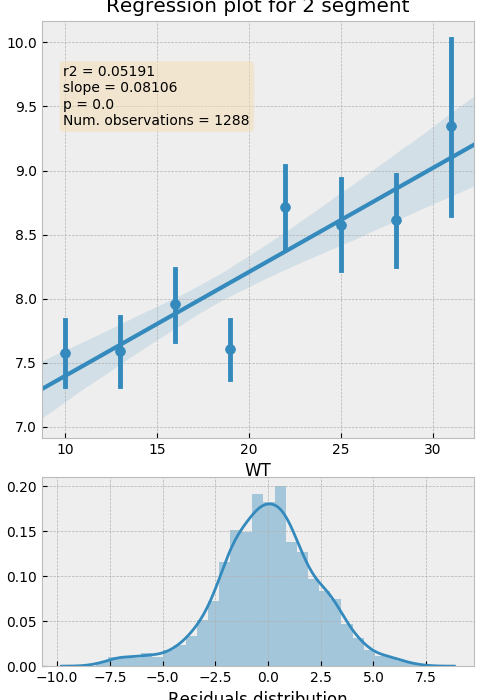 Regression plot for 2 segment
10.0
9.5
9.0
8.5
8.0
7.5
7.0
r2 = 0.05191
slope = 0.08106
p = 0.0
Num. observations = 1288
10 15 20 25 30
WT
0.20
0.15
0.10
0.05
0.00
−10.0 −7.5 −5.0 −2.5 0.0 2.5 5.0 7.5
Residuals distribution